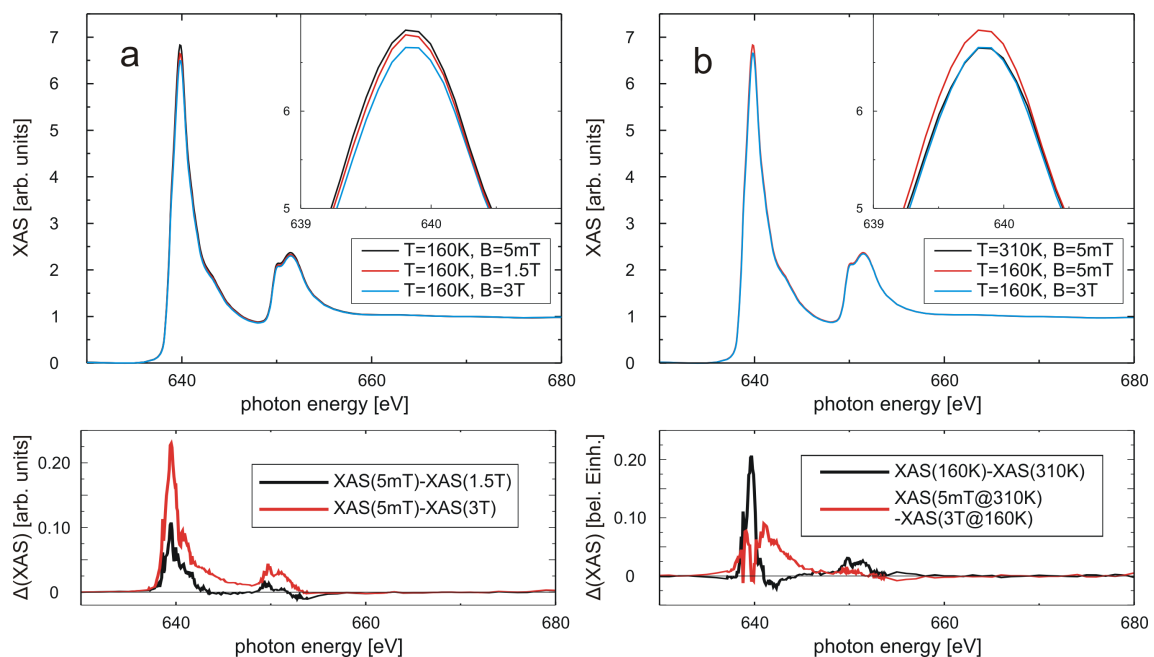 a
XAS [arb. units]
7
6
5
4
3
2
1
0
6
5
639
640
T=160K, B=5mT
T=160K, B=1.5T
T=160K, B=3T
640
660
680
photon energy [eV]
b
XAS [arb. units]
7
6
5
4
3
2
1
0
6
5
639
640
T=310K, B=5mT
T=160K, B=5mT
T=160K, B=3T
640
660
680
photon energy [eV]
Δ(XAS) [arb. units]
0.20
0.10
0
XAS(5mT)-XAS(1.5T)
XAS(5mT)-XAS(3T)
640
660
680
photon energy [eV]
Δ(XAS) [bel. Einh.]
0.20
0.10
0
XAS(160K)-XAS(310K)
XAS(5mT@310K)
-XAS(3T@160K)
640
660
680
photon energy [eV]